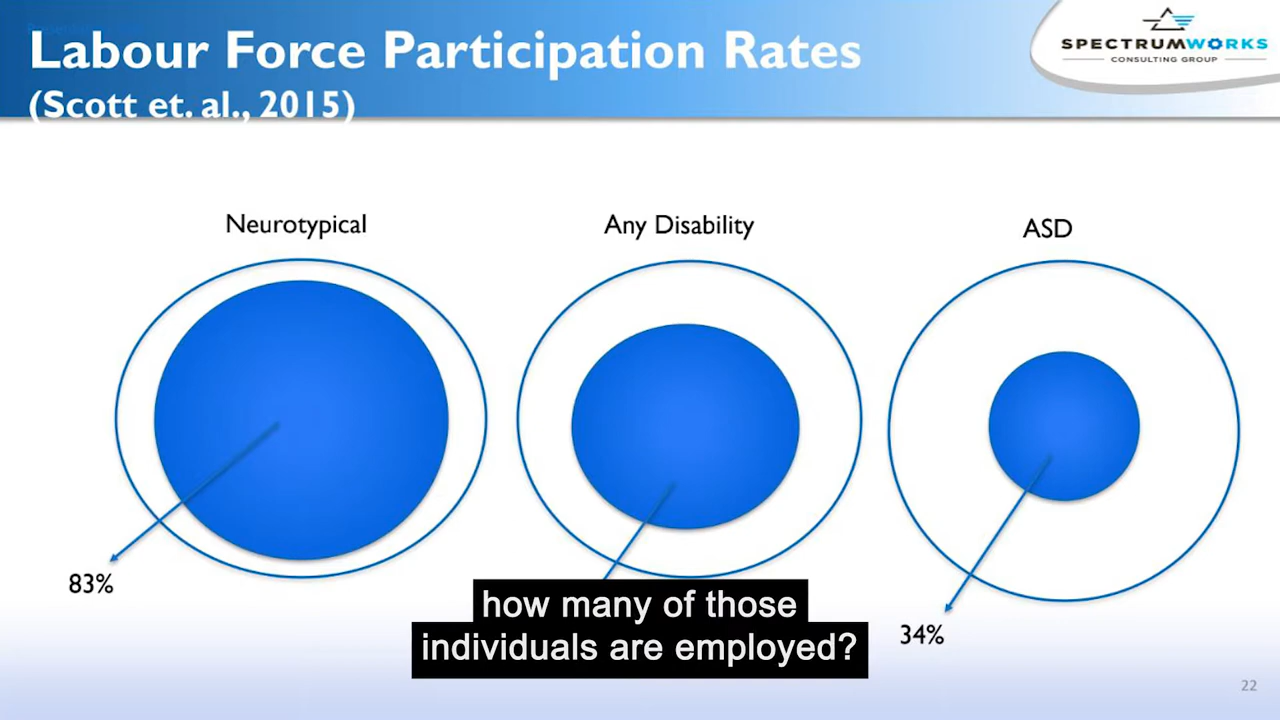 Labour Force Participation Rates
(Scott et. al., 2015)
SPECTRUMWORKS
CONSULTING GROUP
Neurotypical
Any Disability
ASD
83%
34%
how many of those
individuals are employed?
22